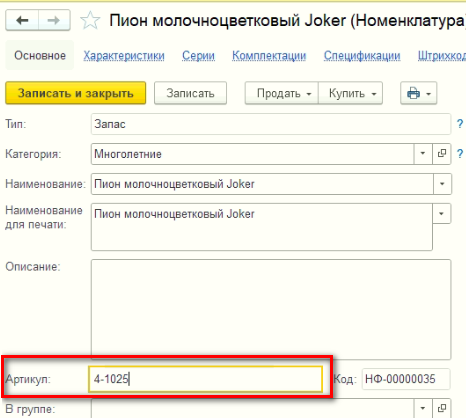 Пион молочноцветковый Joker (Номенклатура)
Основное Характеристики Серии Комплектации Спецификации Штрихкод
Записать и закрыть Записать Продать Купить
Тип: Запас ?
Категория: Многолетние ?
Наименование: Пион молочноцветковый Joker
Наименование Пион молочноцветковый Joker
для печати:
Описание:
Артикул: 4-1025 Код: НФ-00000035
В группе: